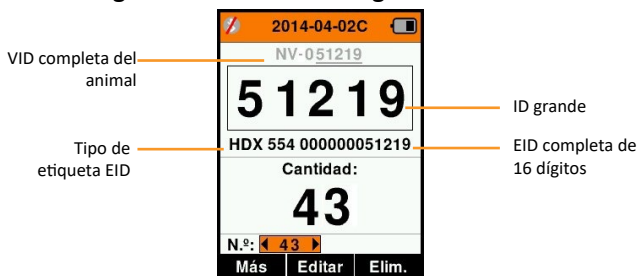 2014-04-02C
VID completa del
animal
NV-051219
51219
ID grande
Tipo de
etiqueta EID
HDX 554 000000051219
EID completa de
16 dígitos
Cantidad:
43
N.º: 43
Más Editar Elim.